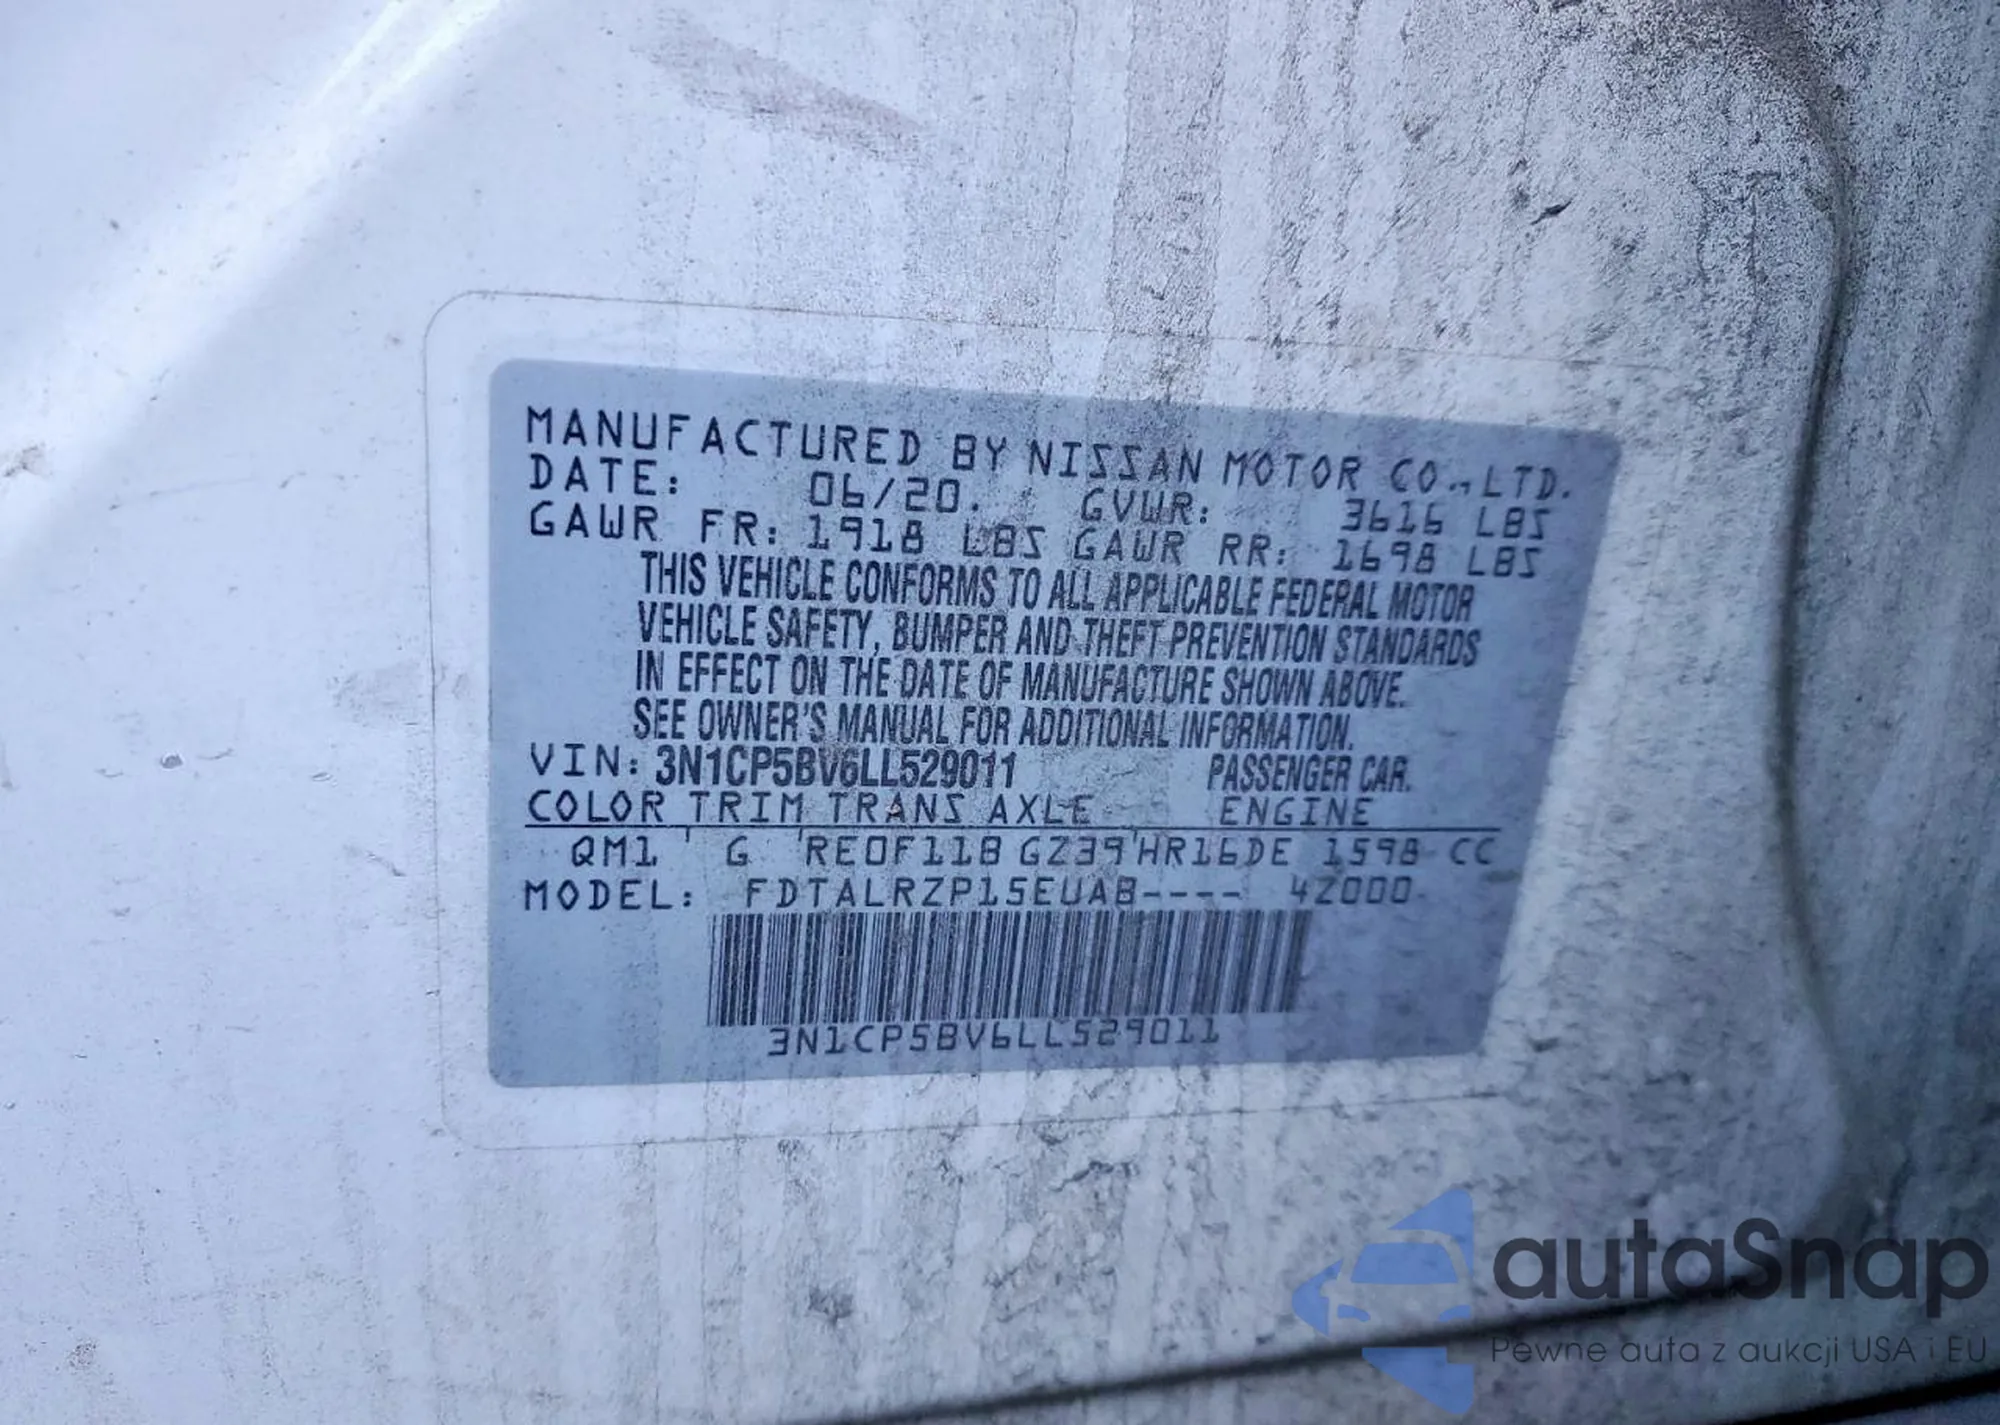 MANUFACTURED BY NISSAN MOTOR CO., LTD.
DATE: 06/20. GVWR: 3616 LBS
GAWR FR: 1918 LBS GAWR RR: 1698 LBS
THIS VEHICLE CONFORMS TO ALL APPLICABLE FEDERAL MOTOR
VEHICLE SAFETY, BUMPER AND THEFT PREVENTION STANDARDS
IN EFFECT ON THE DATE OF MANUFACTURE SHOWN ABOVE.
SEE OWNER'S MANUAL FOR ADDITIONAL INFORMATION.
VIN: 3N1CP5BV6LL529011 PASSENGER CAR.
COLOR TRIM TRANS AXLE ENGINE
QM1 G RE0F11B GZ39 HR16DE 1598 CC
MODEL: FDTALRZP15EUAB---- 42000
3N1CP5BV6LL529011
autaSnap
Pewne auta z aukcji USA i EU